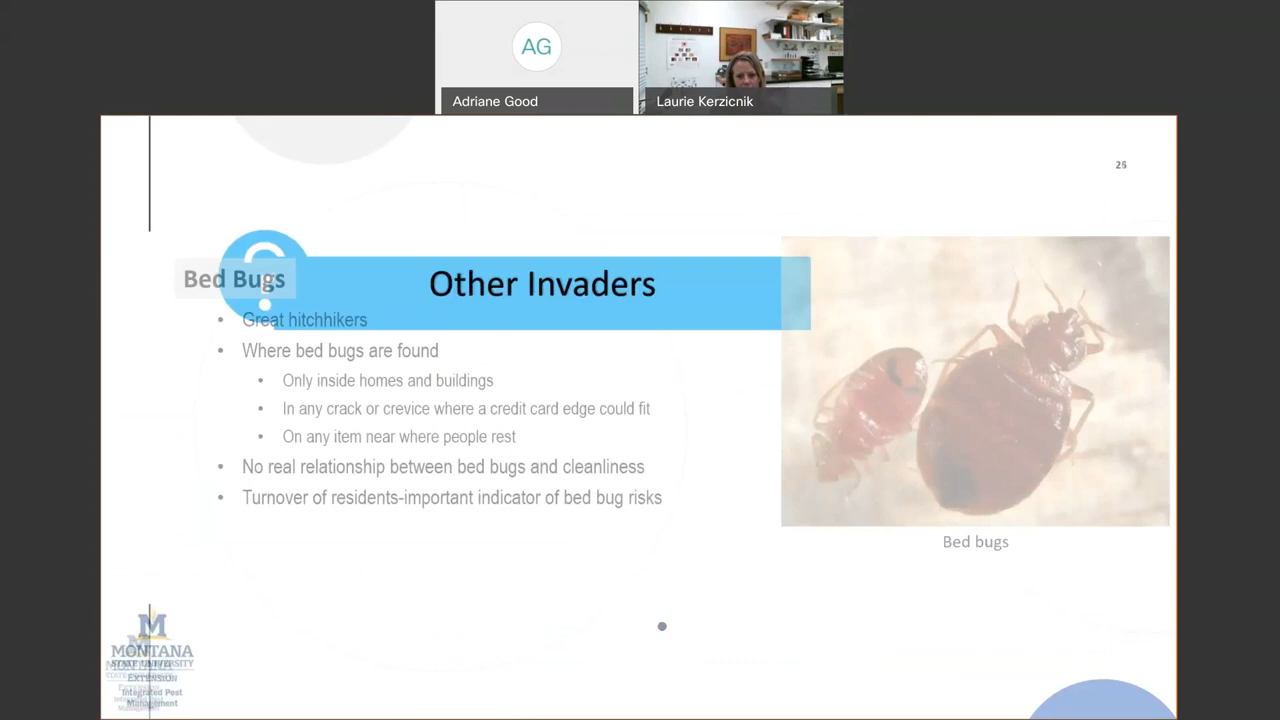 AG
Adriane Good
Laurie Kerzicnik
Bed Bugs
Other Invaders
• Great hitchhikers
• Where bed bugs are found
• Only inside homes and buildings
• In any crack or crevice where a credit card edge could fit
• On any item near where people rest
• No real relationship between bed bugs and cleanliness
• Turnover of residents-important indicator of bed bug risks
Bed bugs
M
MONTANA
STATE UNIVERSITY
EXTENSION
Integrated Pest
Management